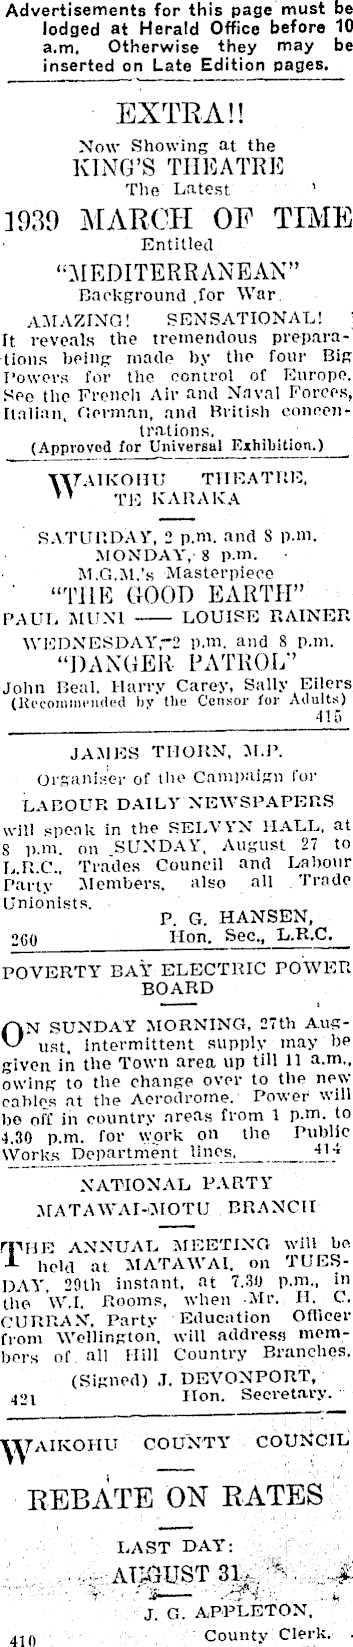 Advertisements for this page must be
lodged at Herald Office before 10
a.m. Otherwise they may be
inserted on Late Edition pages.
EXTRA!!
Now Showing at the
KING'S THEATRE
The Latest
1939 MARCH OF TIME
Entitled
"MEDITERRANEAN"
Background for War.
AMAZING! SENSATIONAL!
It reveals the tremendous prepara-
tions being made by the four Big
Powers for the control of Europe.
See the French Air and Naval Forces,
Italian, German, and British concen-
trations.
(Approved for Universal Exhibition.)
WAIKOHU THEATRE,
TE KARAKA
SATURDAY, 2 p.m. and 8 p.m.
MONDAY, 8 p.m.
M.G.M.'s Masterpiece
"THE GOOD EARTH"
PAUL MUNI —— LOUISE RAINER
WEDNESDAY, 2 p.m. and 8 p.m.
"DANGER PATROL"
John Beal, Harry Carey, Sally Eilers
(Recommended by the Censor for Adults)
415
JAMES THORN, M.P.
Organiser of the Campaign for
LABOUR DAILY NEWSPAPERS
will speak in the SELVYN HALL, at
8 p.m. on SUNDAY, August 27 to
L.R.C., Trades Council and Labour
Party Members, also all Trade
Unionists.
P. G. HANSEN,
260 Hon. Sec., L.R.C.
POVERTY BAY ELECTRIC POWER
BOARD
ON SUNDAY MORNING, 27th Aug-
ust, intermittent supply may be
given in the Town area up till 11 a.m.,
owing to the change over to the new
cables at the Aerodrome. Power will
be off in country areas from 1 p.m. to
4.30 p.m. for work on the Public
Works Department lines. 414
NATIONAL PARTY
MATAWAI-MOTU BRANCH
THE ANNUAL MEETING will be
held at MATAWAI, on TUES-
DAY, 29th instant, at 7.30 p.m., in
the W.I. Rooms, when Mr. H. C.
CURRAN, Party Education Officer
from Wellington, will address mem-
bers of all Hill Country Branches.
(Signed) J. DEVONPORT,
421 Hon. Secretary.
WAIKOHU COUNTY COUNCIL
REBATE ON RATES
LAST DAY:
AUGUST 31.
J. G. APPLETON,
410 County Clerk.